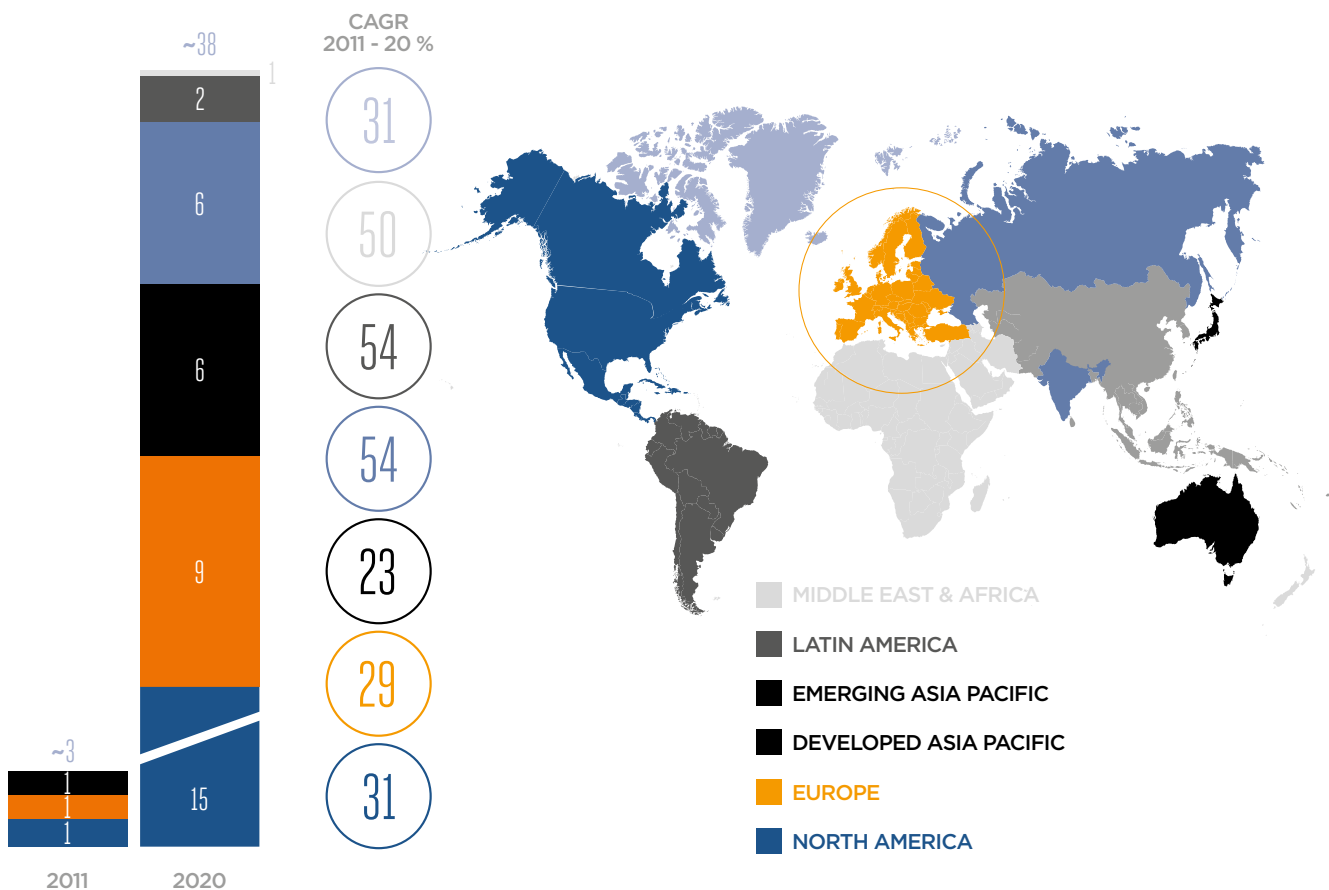 CAGR
2011 - 20 %
~38
1
2
6
6
9
15
2020
~3
1
1
1
2011
31
50
54
54
23
29
31
MIDDLE EAST & AFRICA
LATIN AMERICA
EMERGING ASIA PACIFIC
DEVELOPED ASIA PACIFIC
EUROPE
NORTH AMERICA